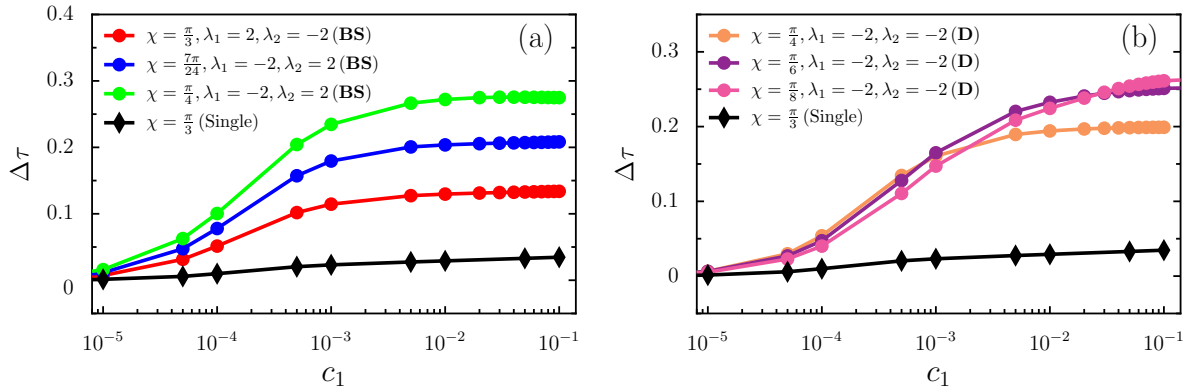 0.4
0.3
0.2
0.1
0
Δτ
χ = π/3, λ₁ = 2, λ₂ = −2 (BS)
χ = 7π/24, λ₁ = −2, λ₂ = 2 (BS)
χ = π/4, λ₁ = −2, λ₂ = 2 (BS)
χ = π/3 (Single)
(a)
10⁻⁵ 10⁻⁴ 10⁻³ 10⁻² 10⁻¹
c₁
0.3
0.2
0.1
0
Δτ
χ = π/4, λ₁ = −2, λ₂ = −2 (D)
χ = π/6, λ₁ = −2, λ₂ = −2 (D)
χ = π/8, λ₁ = −2, λ₂ = −2 (D)
χ = π/3 (Single)
(b)
10⁻⁵ 10⁻⁴ 10⁻³ 10⁻² 10⁻¹
c₁